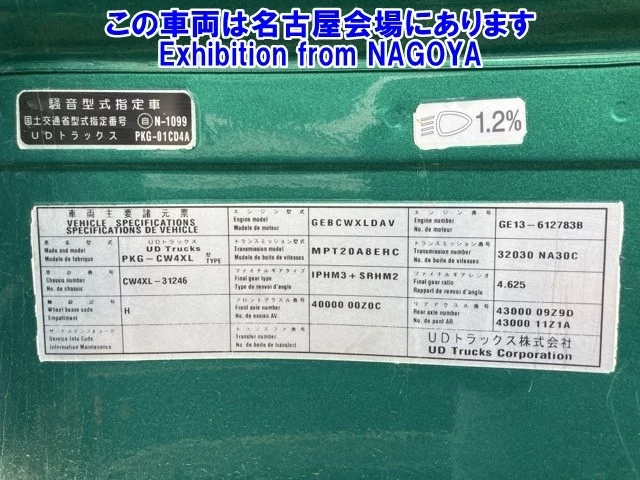 この車両は名古屋会場にあります
Exhibition from NAGOYA
騒音型式指定車
国土交通省型式指定番号 自 N-1099
UDトラックス PKG-01CD4A
1.2%
車両主要諸元票
VEHICLE SPECIFICATIONS
SPECIFICATIONS DE VEHICLE
エンジン型式
Engine model
Modele de moteur
GEBCWXLDAV
エンジン番号
Engine number
No. de moteur
GE13-612783B
車名型式
Made and model
Modele de fabrique
UDトラックス
UD Trucks
PKG-CW4XL 型 TYPE
トランスミッション型式
Transmission model
Modele de boite de vitesses
MPT20A8ERC
トランスミッション番号
Transmission number
No. de boite de vitesses
32030 NA30C
車台番号
Chassis number
No. de chassis
CW4XL-31246
ファイナルギアタイプ
Final gear type
Type de renvoi d'angle
IPHM3+SRHM2
ファイナルギアレシオ
Final gear ratio
Rapport de renvoi d'angle
4.625
軸距記号
Wheel base code
Empattement
H
フロントアクスル番号
Front axle number
No. de essieu AV.
40000 00Z0C
リアアクスル番号
Rear axle number
No. de pont AR.
43000 09Z9D
43000 11Z1A
サービスインフォコード
Service Info Code
Information Maintenance
トランスファ番号
Transfer number
No. de boite de transfert
UDトラックス株式会社
UD Trucks Corporation